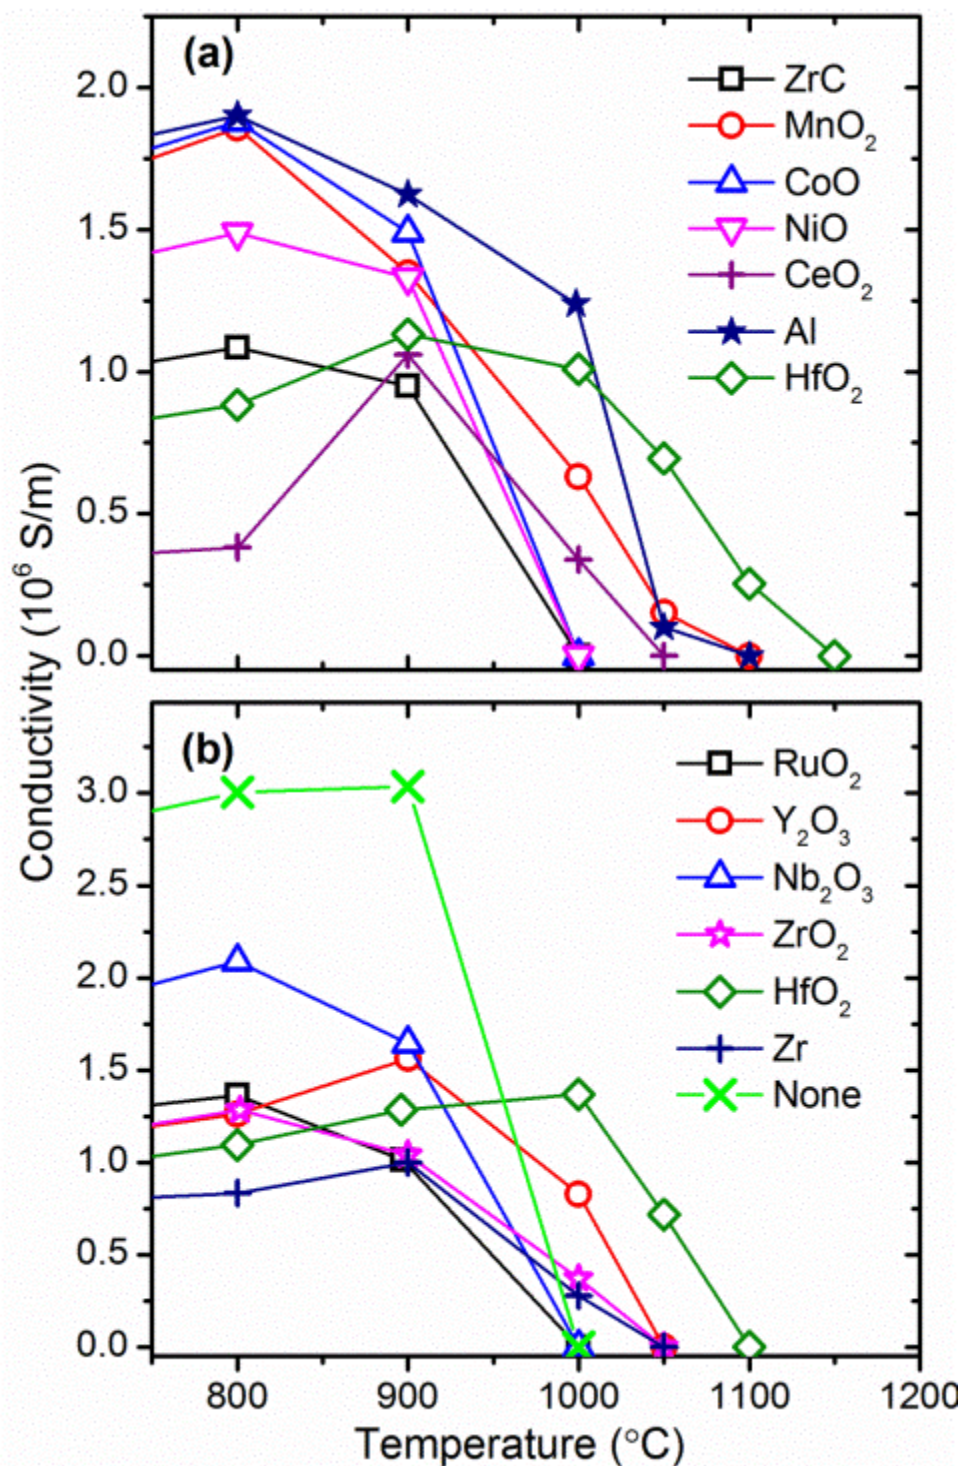 Conductivity (10⁶ S/m)
(a)
2.0
1.5
1.0
0.5
0.0
ZrC
MnO₂
CoO
NiO
CeO₂
Al
HfO₂
(b)
3.0
2.5
2.0
1.5
1.0
0.5
0.0
RuO₂
Y₂O₃
Nb₂O₃
ZrO₂
HfO₂
Zr
None
800 900 1000 1100 1200
Temperature (°C)